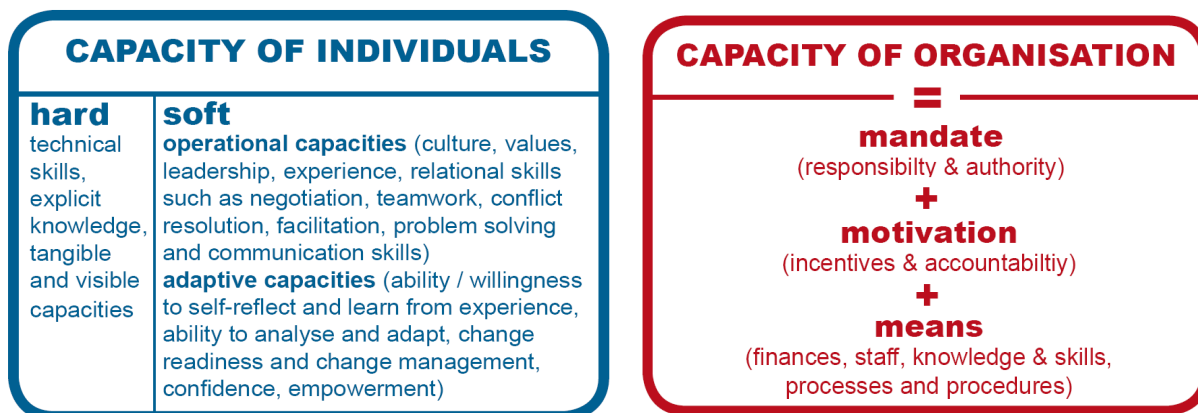 CAPACITY OF INDIVIDUALS
hard
technical
skills,
explicit
knowledge,
tangible
and visible
capacities
soft
operational capacities (culture, values,
leadership, experience, relational skills
such as negotiation, teamwork, conflict
resolution, facilitation, problem solving
and communication skills)
adaptive capacities (ability / willingness
to self-reflect and learn from experience,
ability to analyse and adapt, change
readiness and change management,
confidence, empowerment)
CAPACITY OF ORGANISATION
=
mandate
(responsibilty & authority)
+
motivation
(incentives & accountabiltiy)
+
means
(finances, staff, knowledge & skills,
processes and procedures)